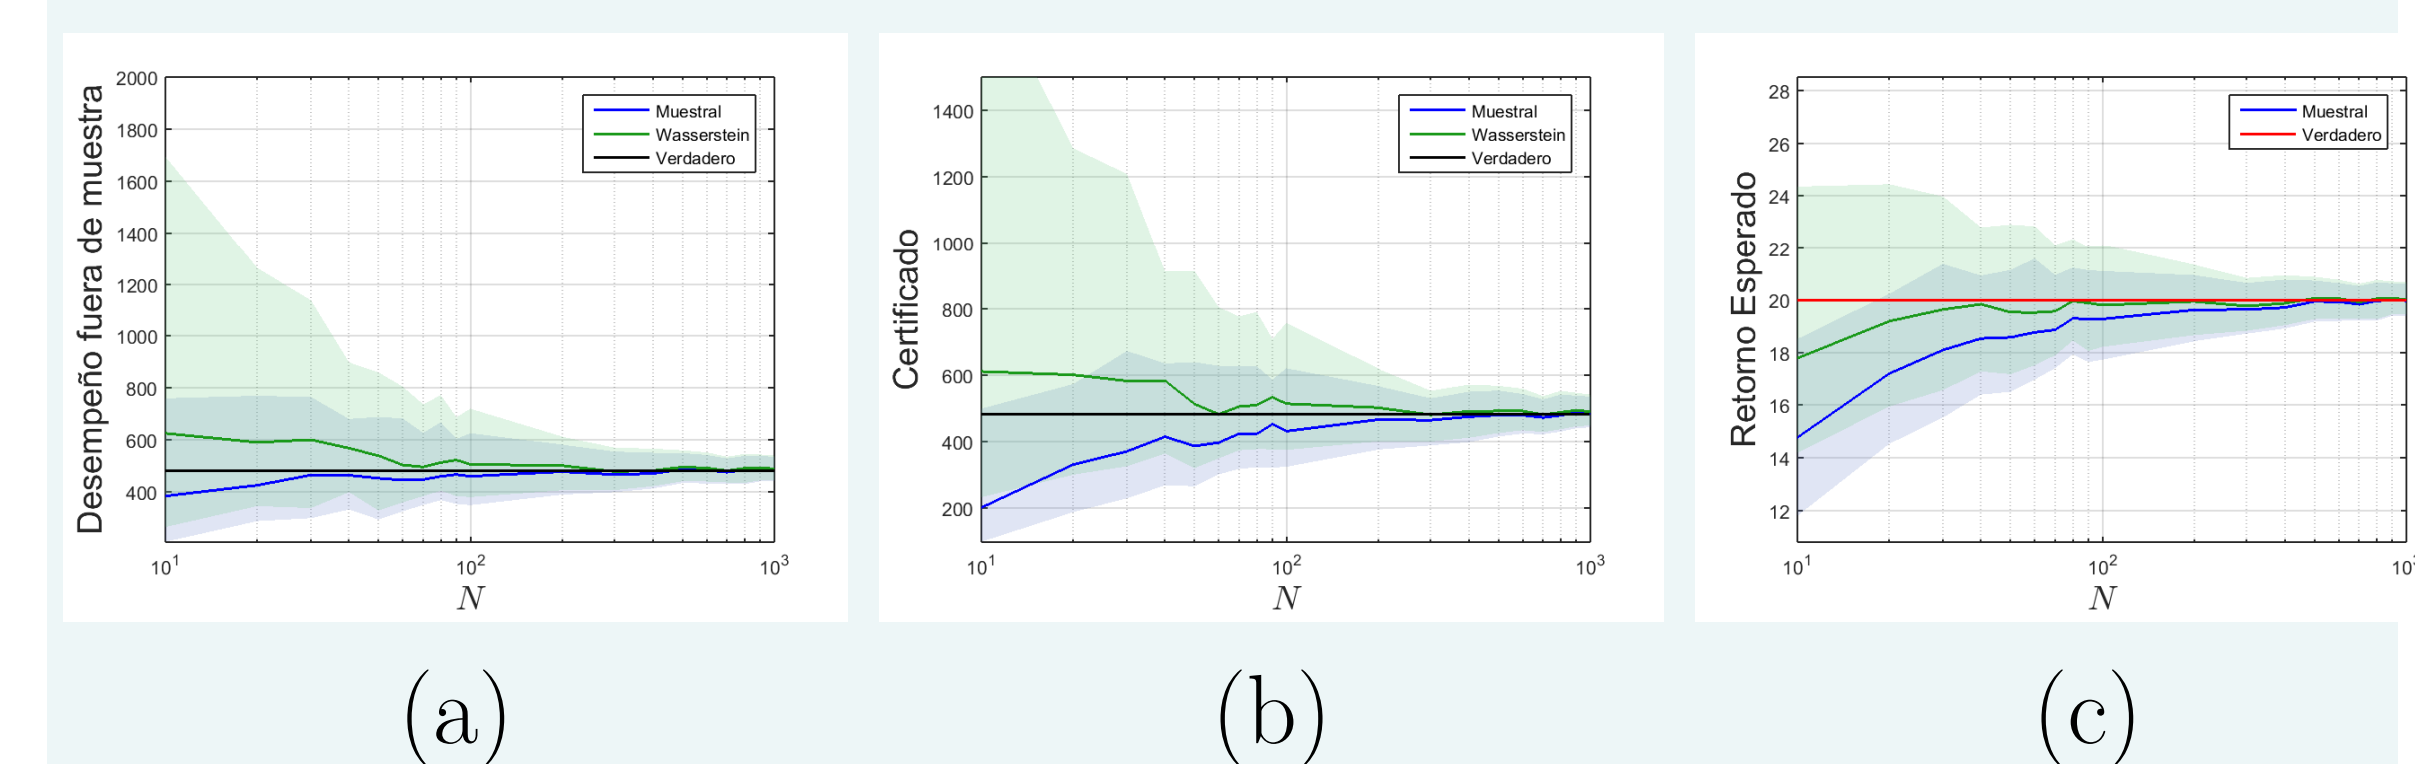 Desempeño fuera de muestra
2000
1800
1600
1400
1200
1000
800
600
400
10^1
10^2
10^3
N
Muestral
Wasserstein
Verdadero
(a)
Certificado
1400
1200
1000
800
600
400
200
10^1
10^2
10^3
N
Muestral
Wasserstein
Verdadero
(b)
Retorno Esperado
28
26
24
22
20
18
16
14
12
10^1
10^2
N
Muestral
Verdadero
(c)